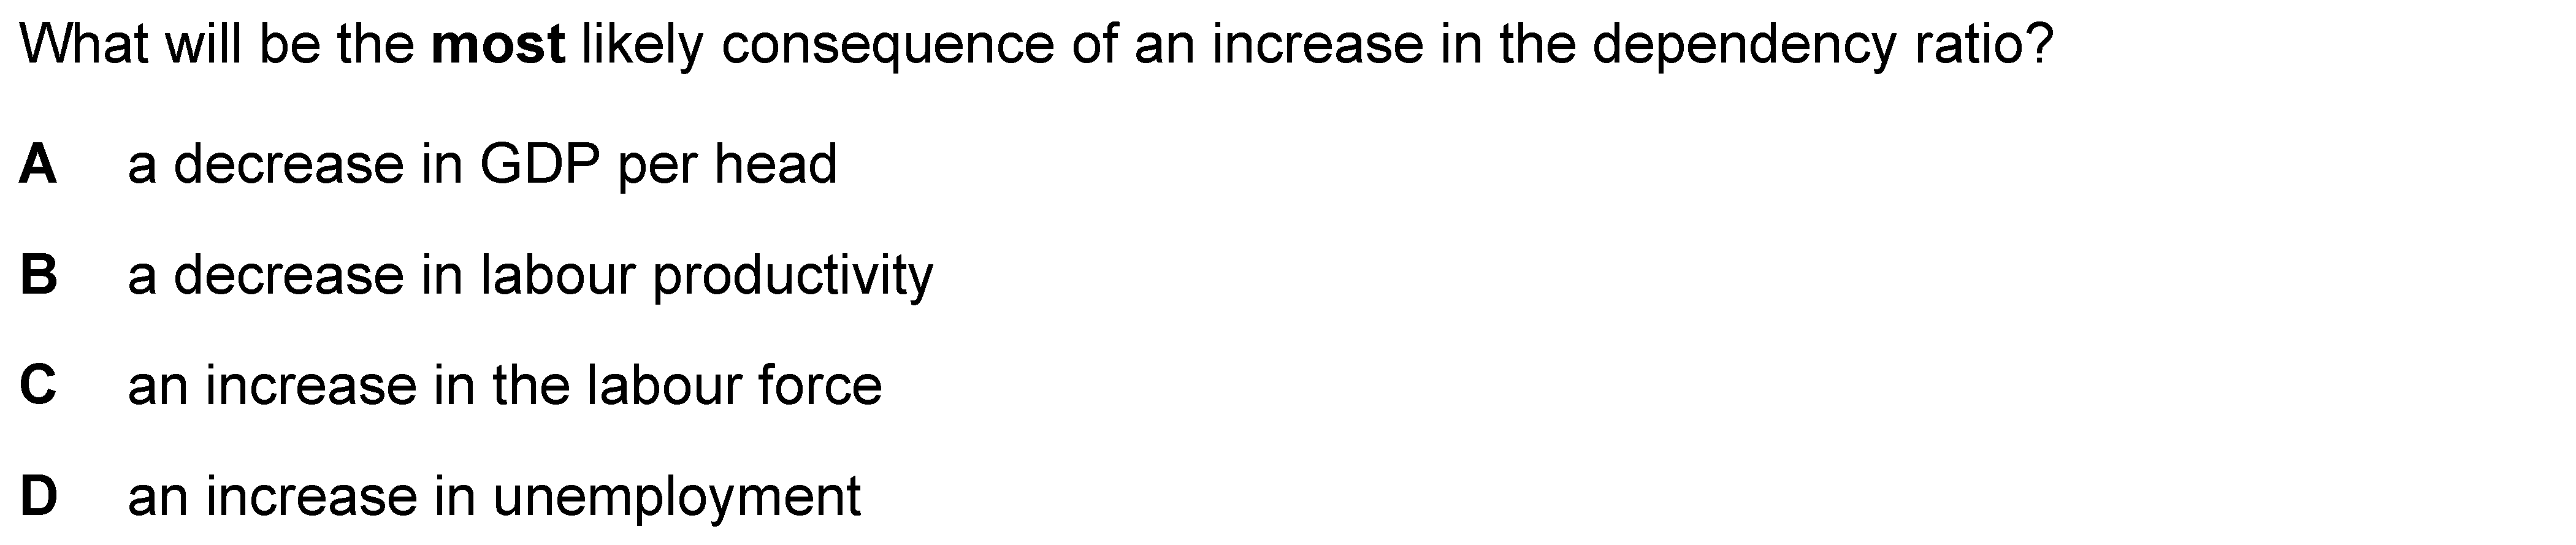 What will be the most likely consequence of an increase in the dependency ratio?
A a decrease in GDP per head
B a decrease in labour productivity
C an increase in the labour force
D an increase in unemployment